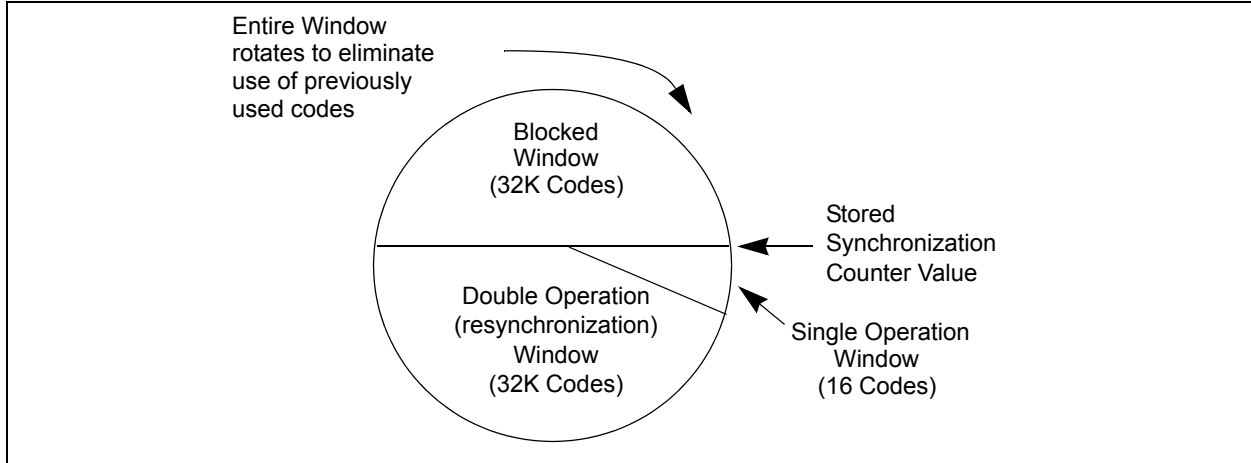 Entire Window
rotates to eliminate
use of previously
used codes
Blocked
Window
(32K Codes)
Stored
Synchronization
Counter Value
Double Operation
(resynchronization)
Window
(32K Codes)
Single Operation
Window
(16 Codes)